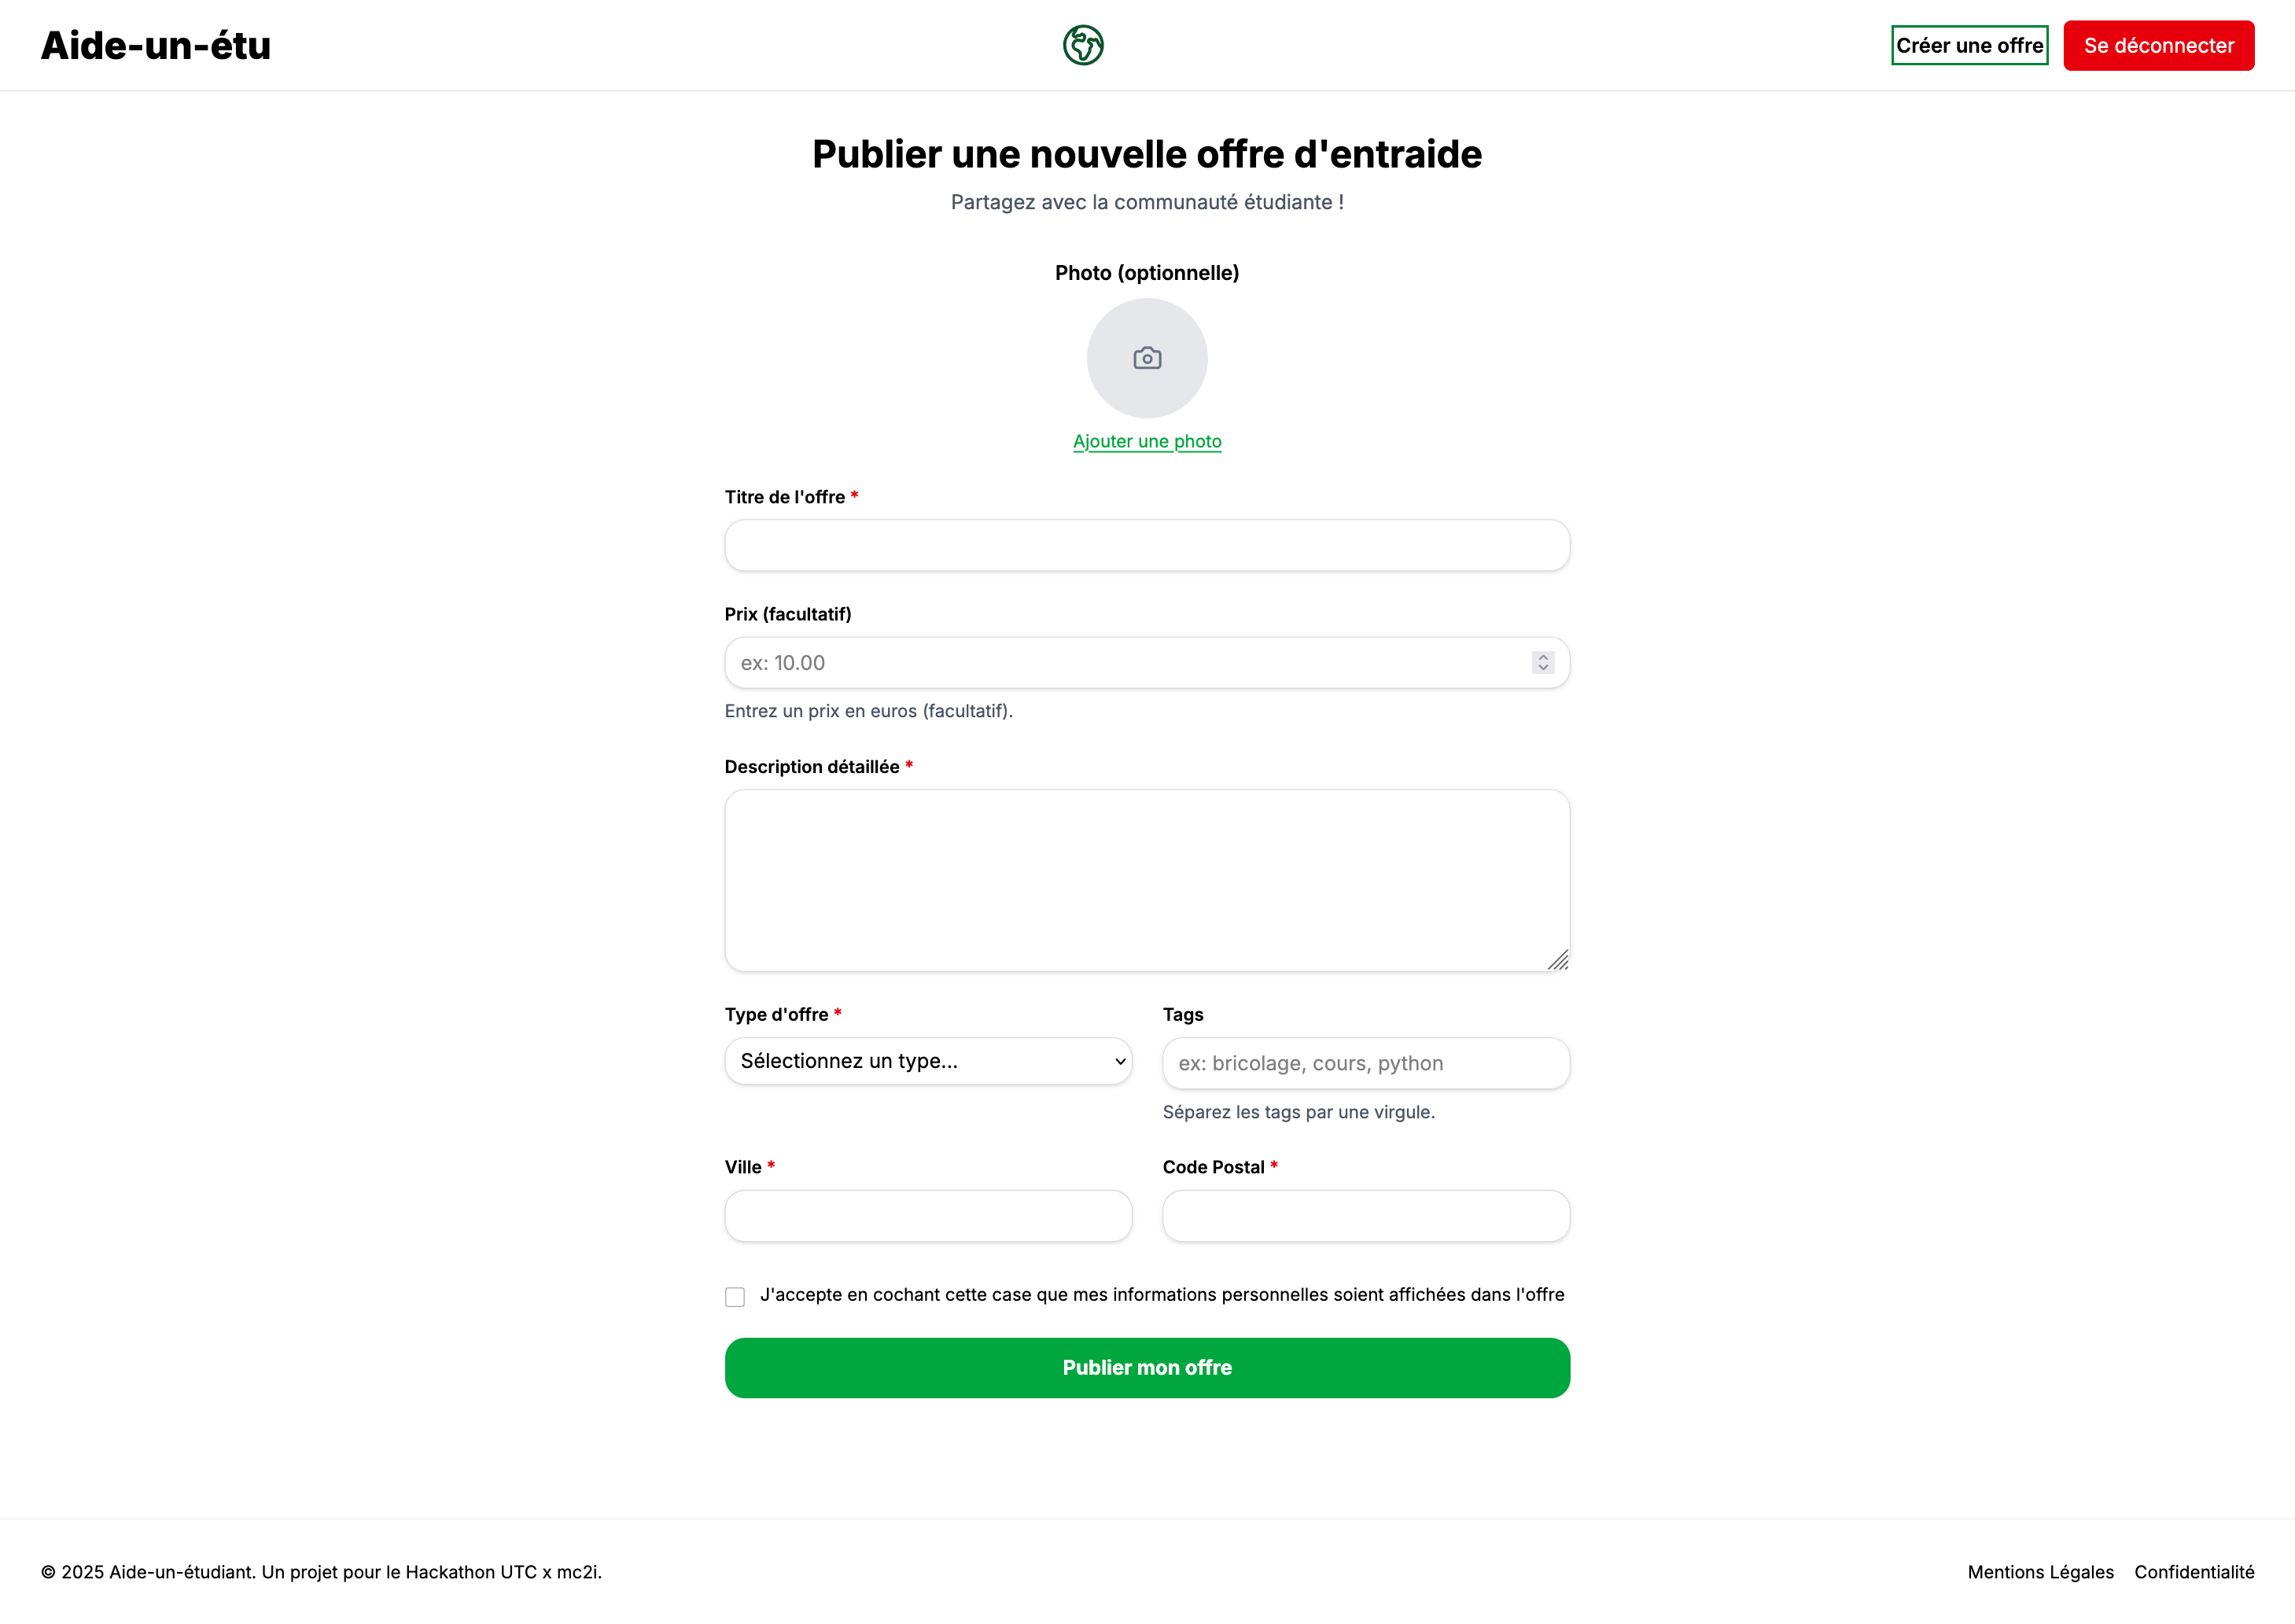 Aide-un-étu
Créer une offre
Se déconnecter
Publier une nouvelle offre d'entraide
Partagez avec la communauté étudiante !
Photo (optionnelle)
Ajouter une photo
Titre de l'offre *
Prix (facultatif)
ex: 10.00
Entrez un prix en euros (facultatif).
Description détaillée *
Type d'offre *
Sélectionnez un type...
Tags
ex: bricolage, cours, python
Séparez les tags par une virgule.
Ville *
Code Postal *
J'accepte en cochant cette case que mes informations personnelles soient affichées dans l'offre
Publier mon offre
© 2025 Aide-un-étudiant. Un projet pour le Hackathon UTC x mc2i.
Mentions Légales
Confidentialité